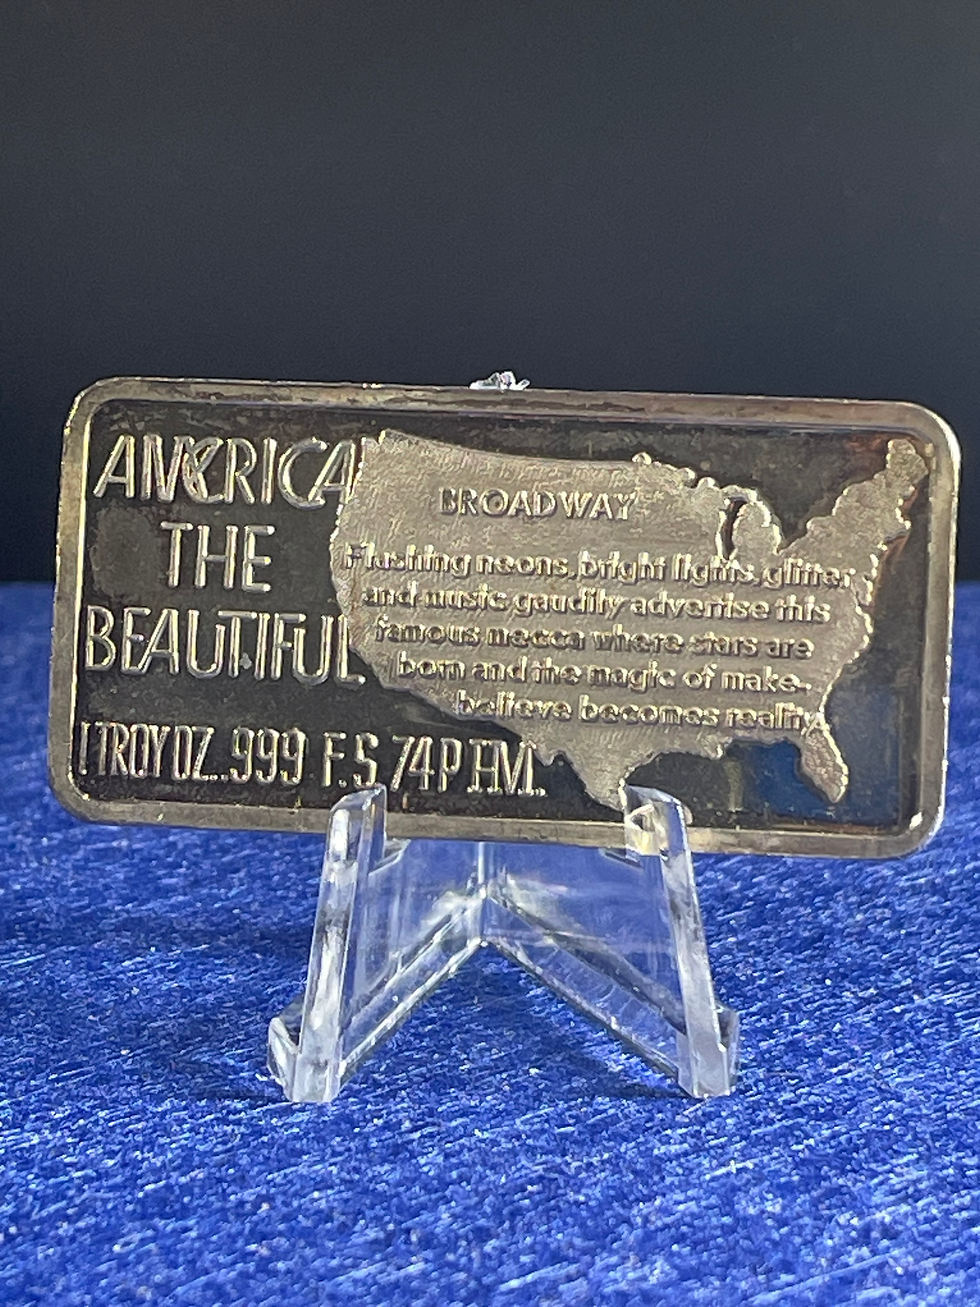 AMERICA
THE
BEAUTIFUL
1 TROY OZ. .999 F.S. 74 P T.M.
BROADWAY
Flashing neons, bright lights, glitter
and music gaudily advertise this
famous mecca where stars are
born and the magic of make-
believe becomes reality.